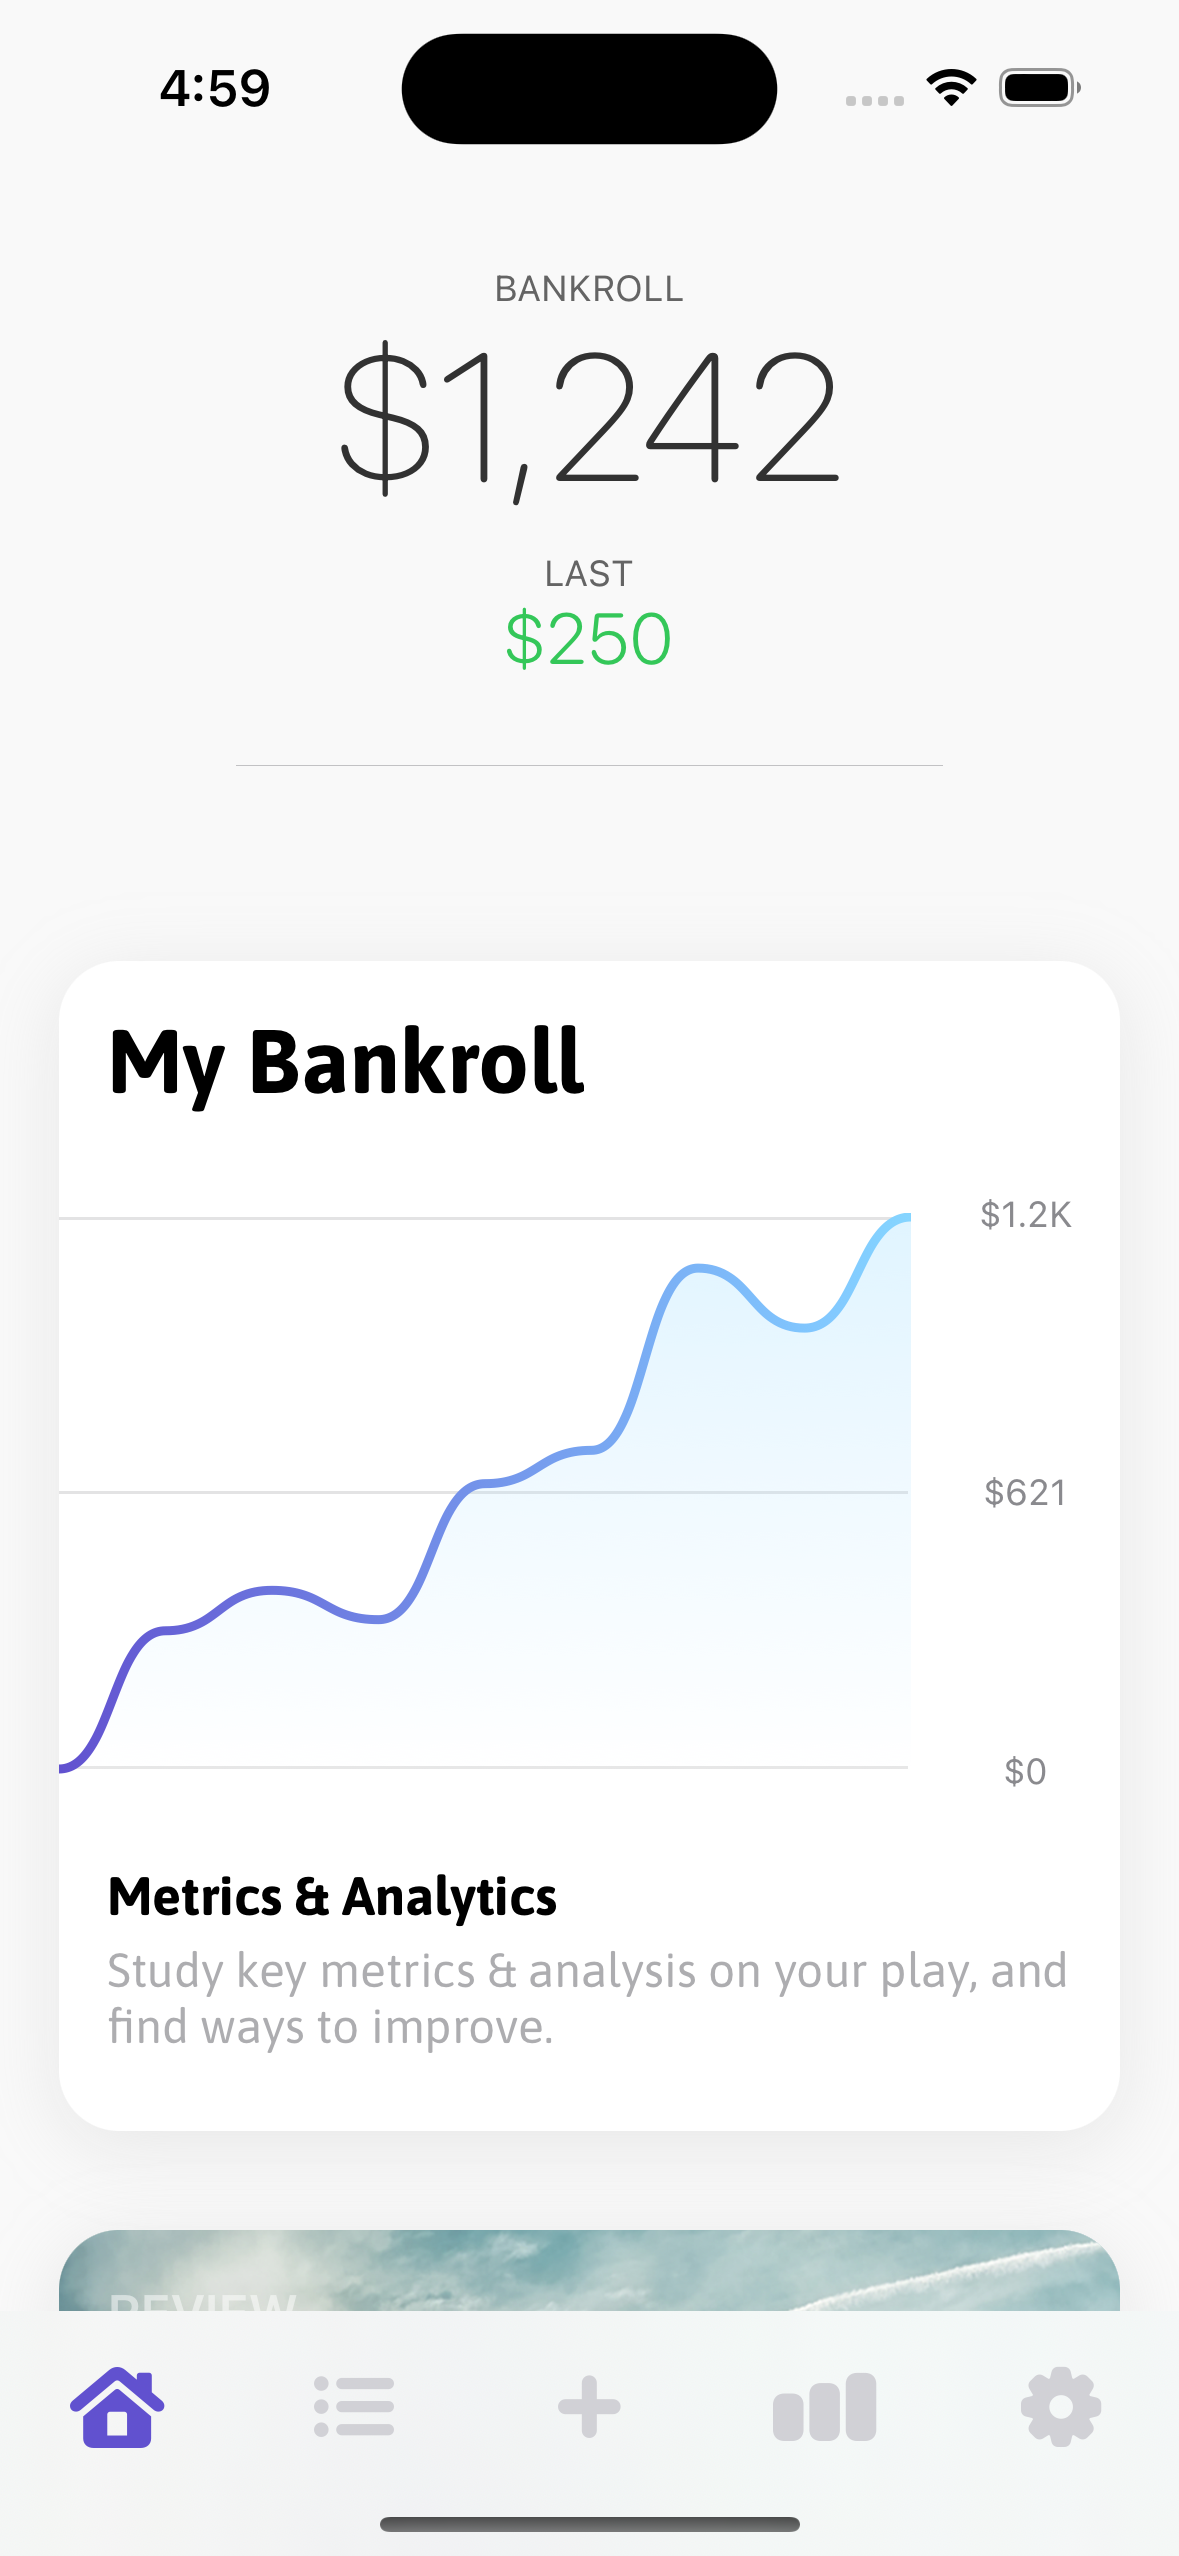 4:59
BANKROLL
$1,242
LAST
$250
My Bankroll
$1.2K
$621
$0
Metrics & Analytics
Study key metrics & analysis on your play, and
find ways to improve.
REVIEW